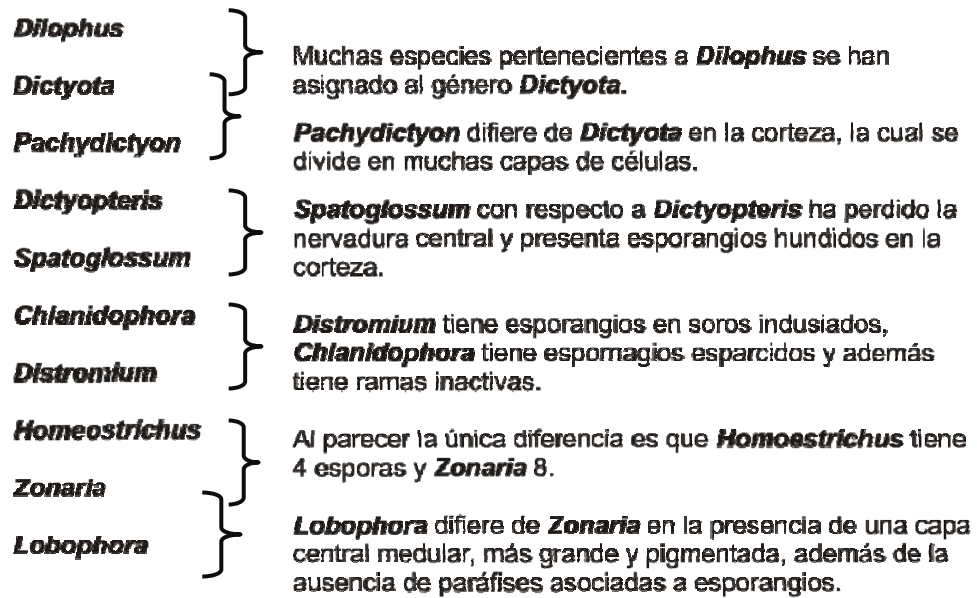 Dilophus
Dictyota
Pachydictyon
Dictyopteris
Spatoglossum
Chlanidophora
Distromium
Homeostrichus
Zonaria
Lobophora
Muchas especies pertenecientes a Dilophus se han
asignado al género Dictyota.
Pachydictyon difiere de Dictyota en la corteza, la cual se
divide en muchas capas de células.
Spatoglossum con respecto a Dictyopteris ha perdido la
nervadura central y presenta esporangios hundidos en la
corteza.
Distromium tiene esporangios en soros indusiados,
Chlanidophora tiene espornagios esparcidos y además
tiene ramas inactivas.
Al parecer la única diferencia es que Homoestrichus tiene
4 esporas y Zonaria 8.
Lobophora difiere de Zonaria en la presencia de una capa
central medular, más grande y pigmentada, además de la
ausencia de paráfises asociadas a esporangios.